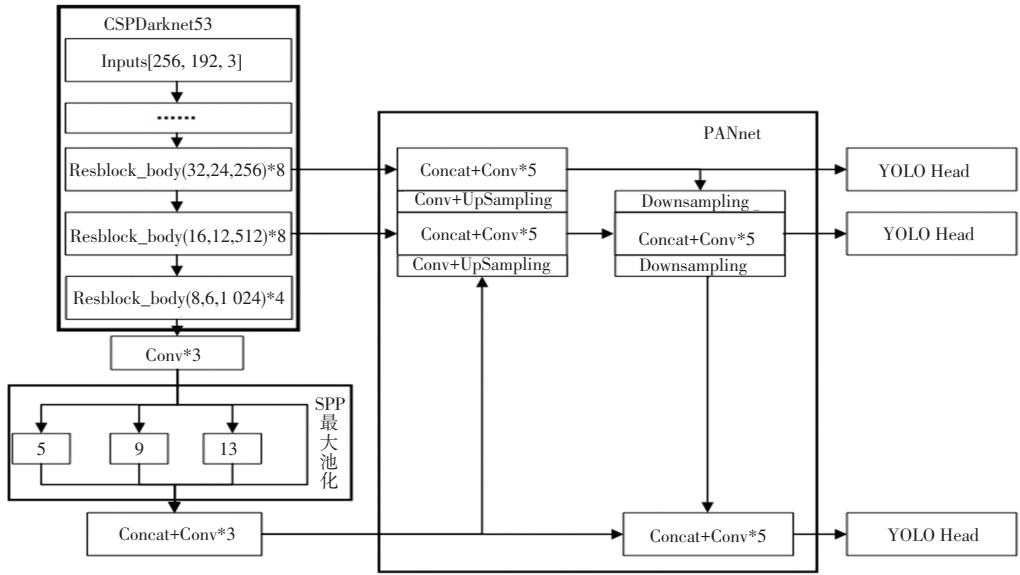 CSPDarknet53
Inputs[256, 192, 3]
······
Resblock_body(32,24,256)*8
Resblock_body(16,12,512)*8
Resblock_body(8,6,1 024)*4
Conv*3
SPP
最
大
池
化
5
9
13
Concat+Conv*3
PANnet
Concat+Conv*5
Conv+UpSampling
Concat+Conv*5
Conv+UpSampling
Downsampling
Concat+Conv*5
Downsampling
Concat+Conv*5
YOLO Head
YOLO Head
YOLO Head